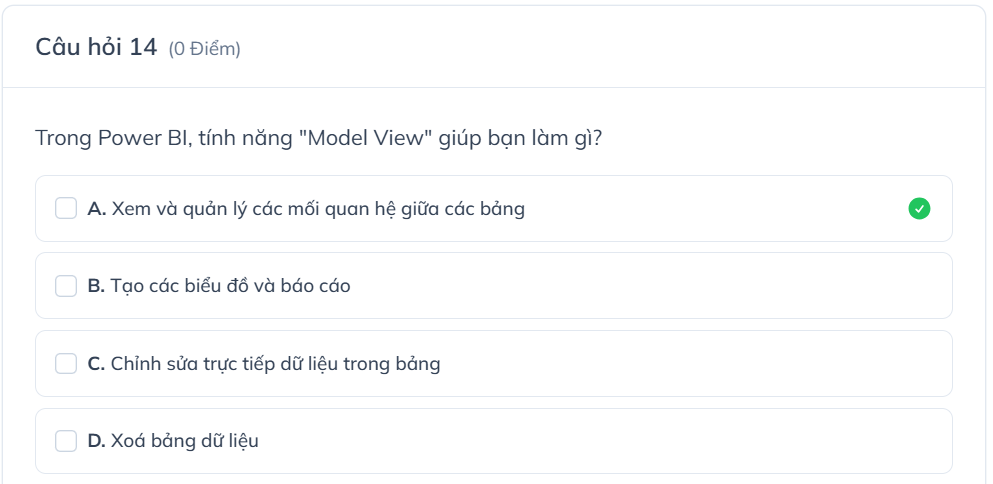 Câu hỏi 14 (0 Điểm)
Trong Power BI, tính năng "Model View" giúp bạn làm gì?
A. Xem và quản lý các mối quan hệ giữa các bảng
B. Tạo các biểu đồ và báo cáo
C. Chỉnh sửa trực tiếp dữ liệu trong bảng
D. Xoá bảng dữ liệu